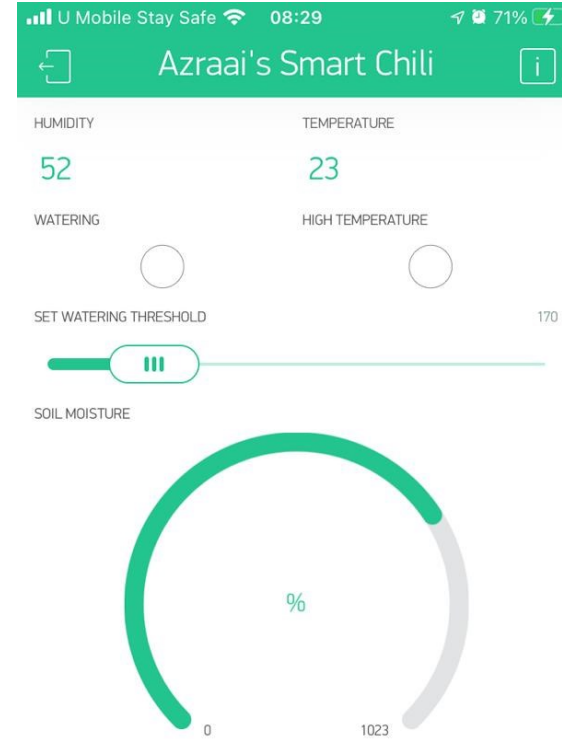 U Mobile Stay Safe 08:29 71%
Azraai's Smart Chili i
HUMIDITY TEMPERATURE
52 23
WATERING HIGH TEMPERATURE
SET WATERING THRESHOLD 170
SOIL MOISTURE
%
0 1023